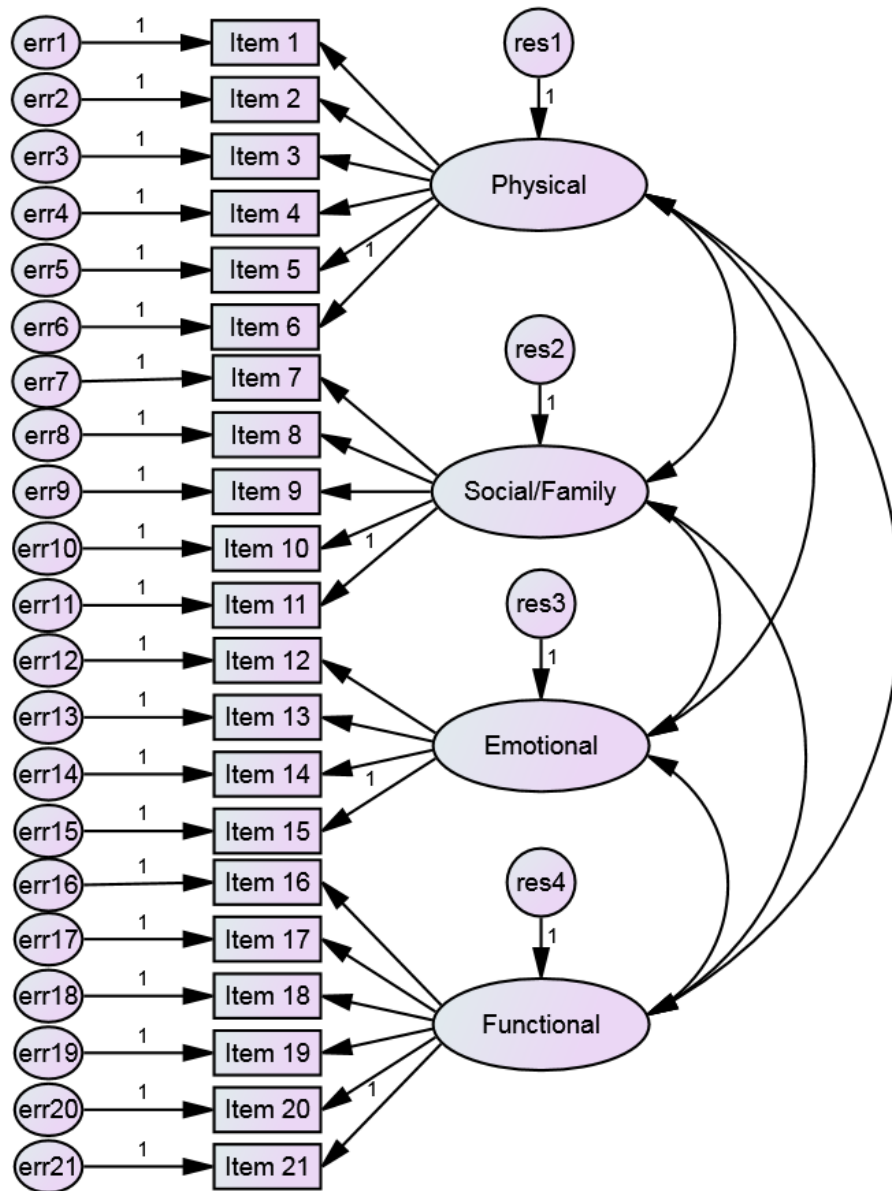 err1 1 Item 1
res1
err2 1 Item 2
1
err3 1 Item 3
Physical
err4 1 Item 4
err5 1 Item 5 1
err6 1 Item 6
res2
err7 1 Item 7
1
err8 1 Item 8
err9 1 Item 9
Social/Family
err10 1 Item 10 1
err11 1 Item 11
res3
err12 1 Item 12
1
err13 1 Item 13
Emotional
err14 1 Item 14 1
err15 1 Item 15
err16 1 Item 16
res4
err17 1 Item 17
1
err18 1 Item 18
Functional
err19 1 Item 19
err20 1 Item 20 1
err21 1 Item 21